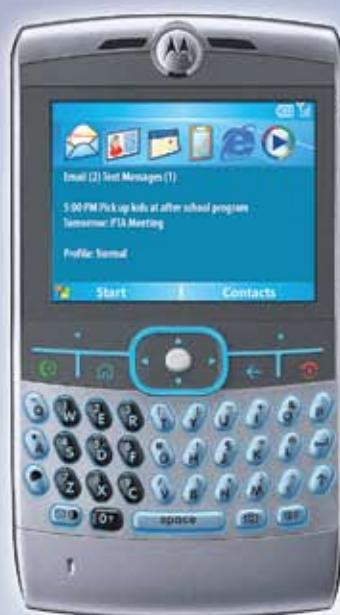 Email (2) Text Messages (1)
5:00 PM Pick up kids at after school program
Tomorrow: PTA Meeting
Profile: Normal
Start Contacts
Q W E R T Y U I O P
A S D F G H J K L
Z X C V B N M
space